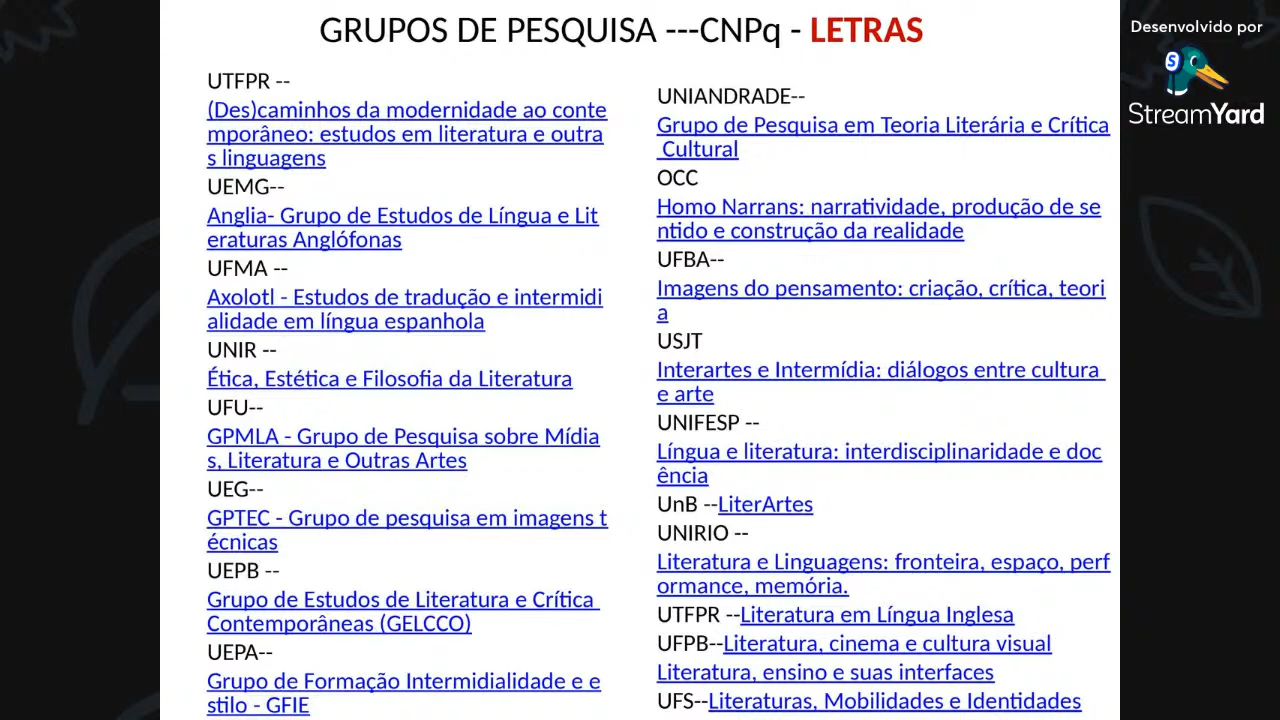 GRUPOS DE PESQUISA ---CNPq - LETRAS
UTFPR --
(Des)caminhos da modernidade ao conte
mporâneo: estudos em literatura e outra
s linguagens
UEMG--
Anglia- Grupo de Estudos de Língua e Lit
eraturas Anglófonas
UFMA --
Axolotl - Estudos de tradução e intermidi
alidade em língua espanhola
UNIR --
Ética, Estética e Filosofia da Literatura
UFU--
GPMLA - Grupo de Pesquisa sobre Mídia
s, Literatura e Outras Artes
UEG--
GPTEC - Grupo de pesquisa em imagens t
écnicas
UEPB --
Grupo de Estudos de Literatura e Crítica
Contemporâneas (GELCCO)
UEPA--
Grupo de Formação Intermidialidade e e
stilo - GFIE
UNIANDRADE--
Grupo de Pesquisa em Teoria Literária e Crítica
Cultural
OCC
Homo Narrans: narratividade, produção de se
ntido e construção da realidade
UFBA--
Imagens do pensamento: criação, crítica, teori
a
USJT
Interartes e Intermídia: diálogos entre cultura
e arte
UNIFESP --
Língua e literatura: interdisciplinaridade e doc
ência
UnB --LiterArtes
UNIRIO --
Literatura e Linguagens: fronteira, espaço, perf
ormance, memória.
UTFPR --Literatura em Língua Inglesa
UFPB--Literatura, cinema e cultura visual
Literatura, ensino e suas interfaces
UFS--Literaturas, Mobilidades e Identidades
Desenvolvido por
S
StreamYard